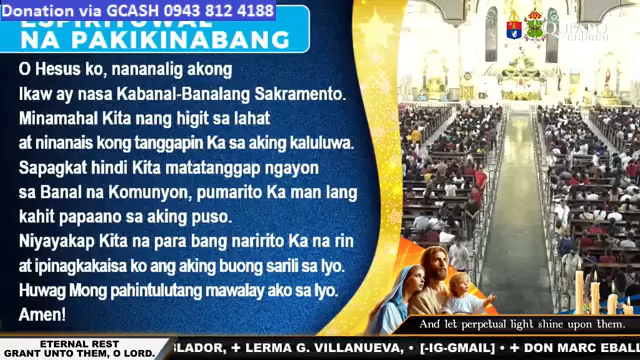 Donation via GCASH 0943 812 4188
NA PAKIKINABANG
QUIAPO
CHURCH
O Hesus ko, nananalig akong
Ikaw ay nasa Kabanal-Banalang Sakramento.
Minamahal Kita nang higit sa lahat
at ninanais kong tanggapin Ka sa aking kaluluwa.
Sapagkat hindi Kita matatanggap ngayon
sa Banal na Komunyon, pumarito Ka man lang
kahit papaano sa aking puso.
Niyayakap Kita na para bang naririto Ka na rin
at ipinagkakaisa ko ang aking buong sarili sa Iyo.
Huwag Mong pahintulutang mawalay ako sa Iyo.
Amen!
And let perpetual light shine upon them.
ETERNAL REST
GRANT UNTO THEM, O LORD.
GLADOR, + LERMA G. VILLANUEVA, • [-IG-GMAIL] • + DON MARC EBALL